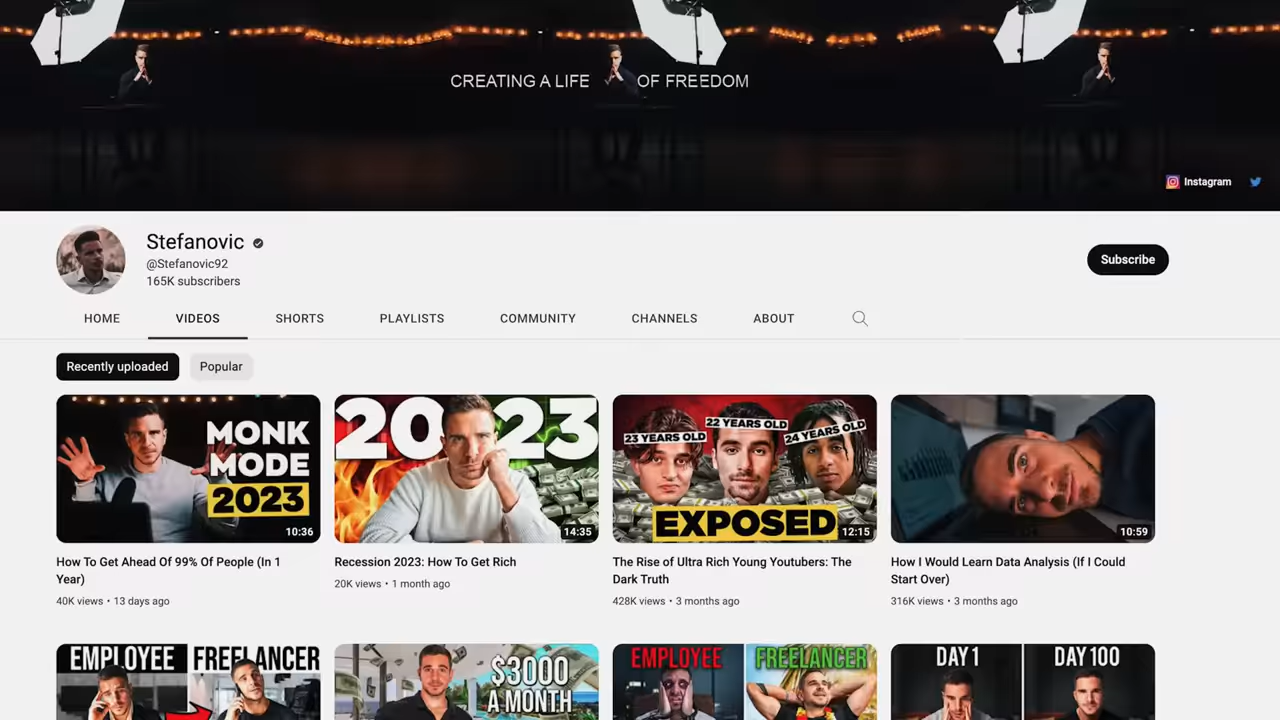 CREATING A LIFE OF FREEDOM
Instagram
Stefanovic
@Stefanovic92
165K subscribers
Subscribe
HOME VIDEOS SHORTS PLAYLISTS COMMUNITY CHANNELS ABOUT
Recently uploaded Popular
MONK
MODE
2023
10:36
2023
14:35
23 YEARS OLD
22 YEARS OLD
24 YEARS OLD
EXPOSED
12:15
10:59
How To Get Ahead Of 99% Of People (In 1
Year)
40K views • 13 days ago
Recession 2023: How To Get Rich
20K views • 1 month ago
The Rise of Ultra Rich Young Youtubers: The
Dark Truth
428K views • 3 months ago
How I Would Learn Data Analysis (If I Could
Start Over)
316K views • 3 months ago
EMPLOYEE FREELANCER
$3000
A MONTH
EMPLOYEE FREELANCER
DAY 1 DAY 100